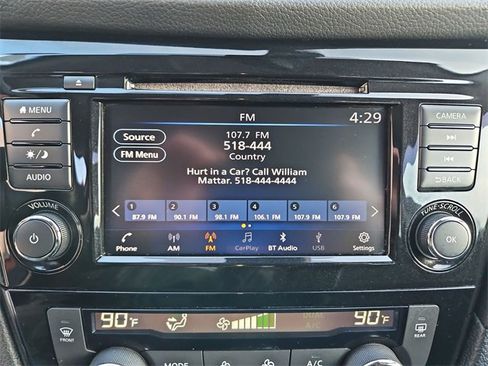 MENU
CAMERA
FM
4:29
Source
107.7 FM
518-444
FM Menu
Country
Hurt in a Car? Call William
Mattar. 518-444-4444
AUDIO
BACK
1 2 3 4 5 6
87.9 FM 90.1 FM 98.1 FM 106.1 FM 107.9 FM 107.9 FM
VOLUME
TUNE·SCROLL
OK
Phone AM FM CarPlay BT Audio USB Settings
90°F
DUAL
A/C
90°F
FRONT
REAR
MODE
A/C